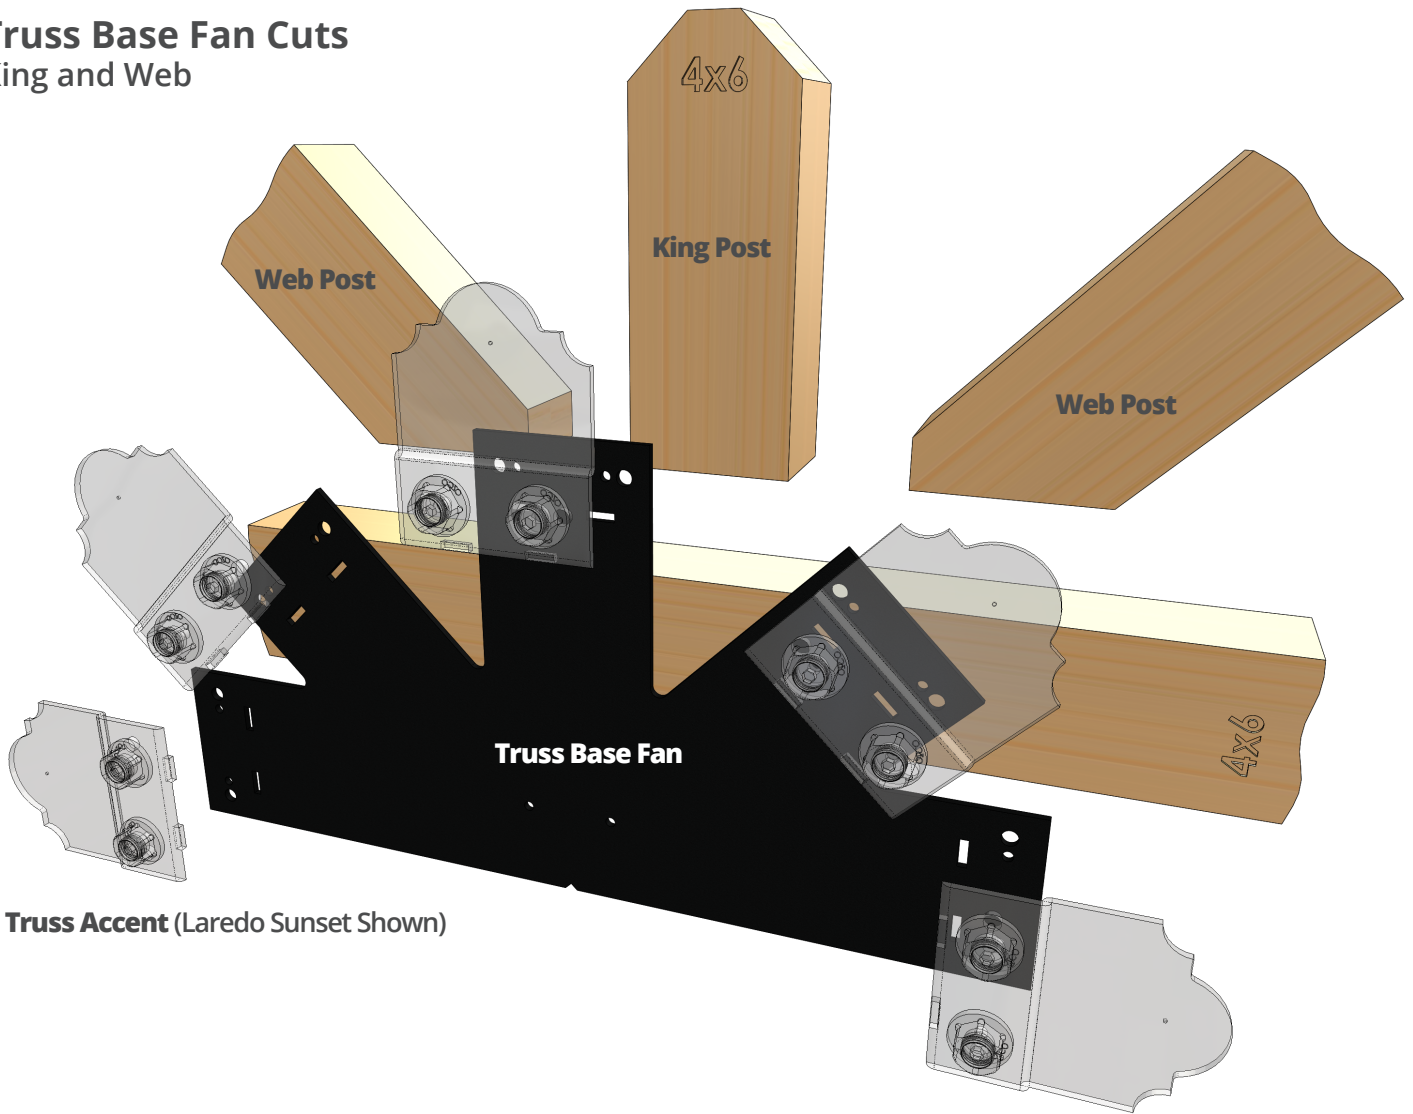 Truss Base Fan Cuts
King and Web
4x6
King Post
Web Post
Web Post
4x6
Truss Base Fan
Truss Accent (Laredo Sunset Shown)